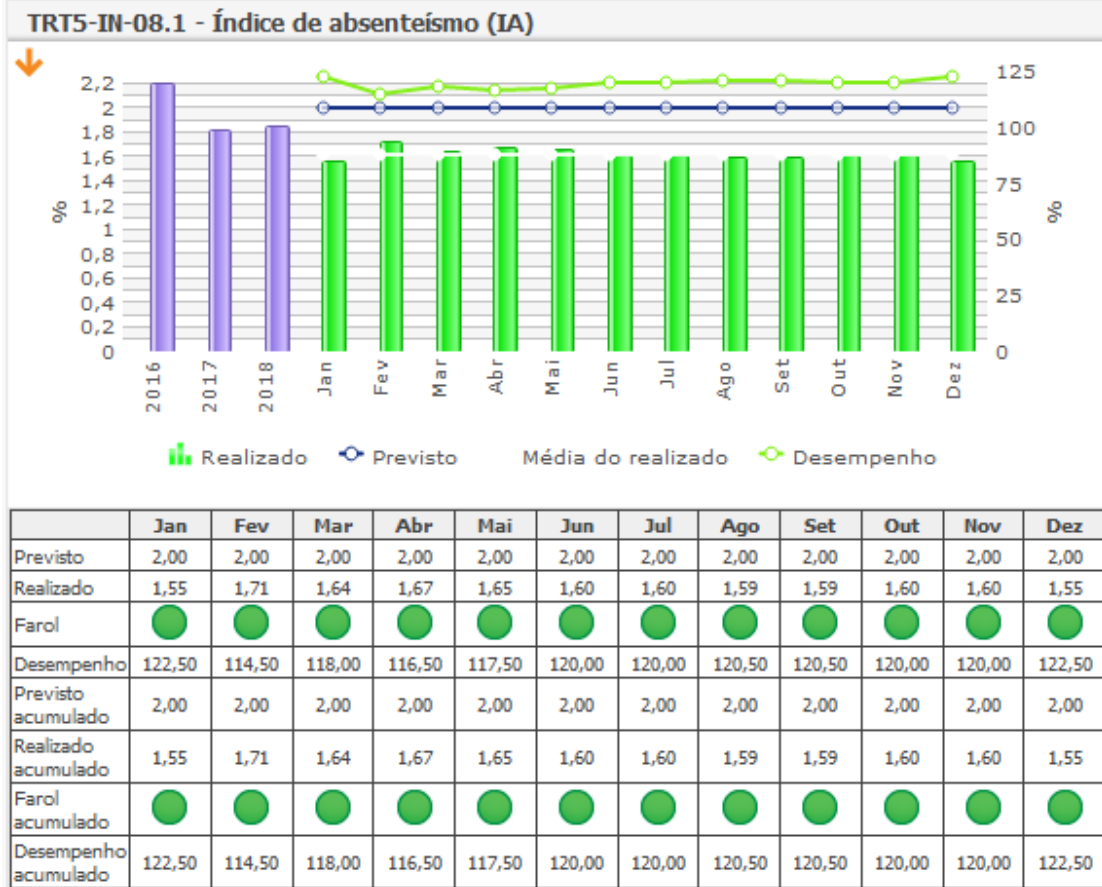 TRT5-IN-08.1 - Índice de absenteísmo (IA)
2,2
2
1,8
1,6
1,4
1,2
1
0,8
0,6
0,4
0,2
0
%
125
100
75
50
25
0
%
2016 2017 2018 Jan Fev Mar Abr Mai Jun Jul Ago Set Out Nov Dez
Realizado Previsto Média do realizado Desempenho
Jan Fev Mar Abr Mai Jun Jul Ago Set Out Nov Dez
Previsto 2,00 2,00 2,00 2,00 2,00 2,00 2,00 2,00 2,00 2,00 2,00 2,00
Realizado 1,55 1,71 1,64 1,67 1,65 1,60 1,60 1,59 1,59 1,60 1,60 1,55
Farol
Desempenho 122,50 114,50 118,00 116,50 117,50 120,00 120,00 120,50 120,50 120,00 120,00 122,50
Previsto
acumulado 2,00 2,00 2,00 2,00 2,00 2,00 2,00 2,00 2,00 2,00 2,00 2,00
Realizado
acumulado 1,55 1,71 1,64 1,67 1,65 1,60 1,60 1,59 1,59 1,60 1,60 1,55
Farol
acumulado
Desempenho
acumulado 122,50 114,50 118,00 116,50 117,50 120,00 120,00 120,50 120,50 120,00 120,00 122,50